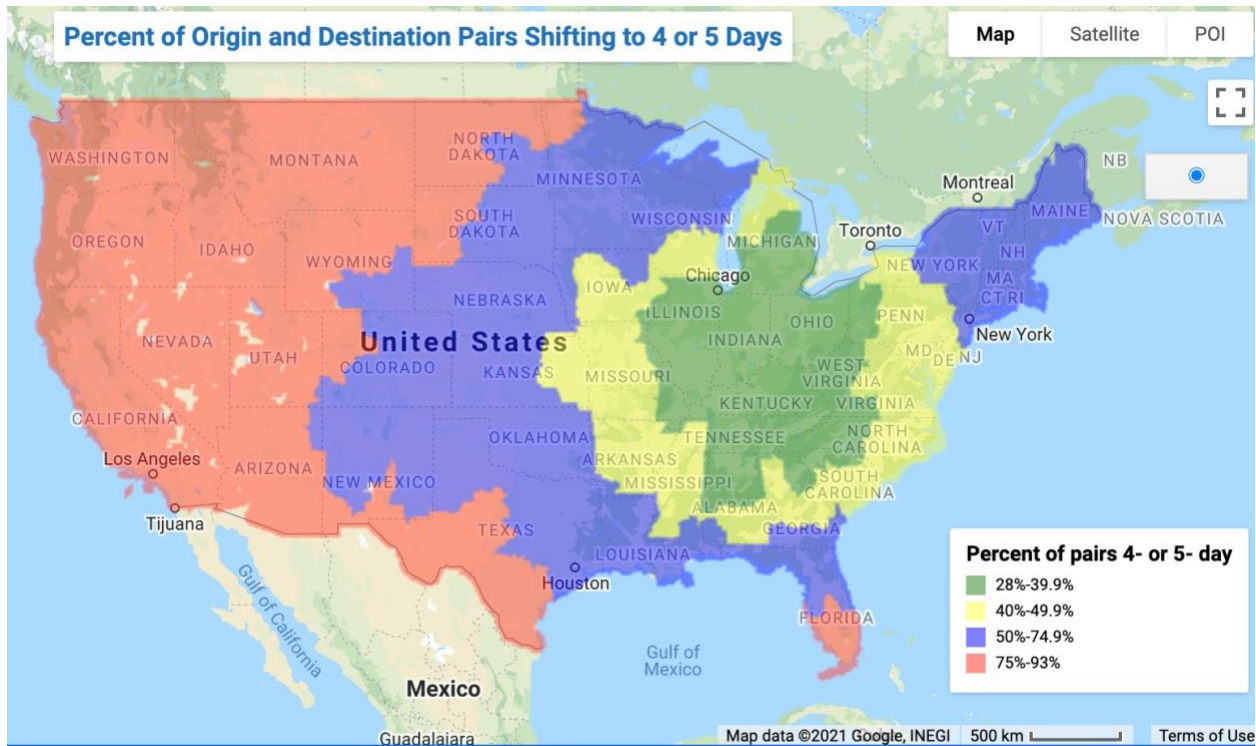 Percent of Origin and Destination Pairs Shifting to 4 or 5 Days
Map
Satellite
POI
WASHINGTON
MONTANA
NORTH
DAKOTA
MINNESOTA
NB
Montreal
MAINE
NOVA SCOTIA
VT
OREGON
IDAHO
SOUTH
DAKOTA
WISCONSIN
MICHIGAN
Toronto
NH
WYOMING
NEW YORK
MA
CT RI
Chicago
IOWA
NEBRASKA
ILLINOIS
OHIO
PENN
New York
NEVADA
United States
INDIANA
MD
DE
NJ
UTAH
COLORADO
KANSAS
MISSOURI
WEST
VIRGINIA
KENTUCKY
VIRGINIA
CALIFORNIA
OKLAHOMA
TENNESSEE
NORTH
CAROLINA
Los Angeles
ARIZONA
NEW MEXICO
ARKANSAS
MISSISSIPPI
SOUTH
CAROLINA
ALABAMA
Tijuana
TEXAS
GEORGIA
LOUISIANA
Houston
Gulf of California
FLORIDA
Gulf of
Mexico
Mexico
Guadalajara
Percent of pairs 4- or 5- day
28%-39.9%
40%-49.9%
50%-74.9%
75%-93%
Map data ©2021 Google, INEGI
500 km
Terms of Use